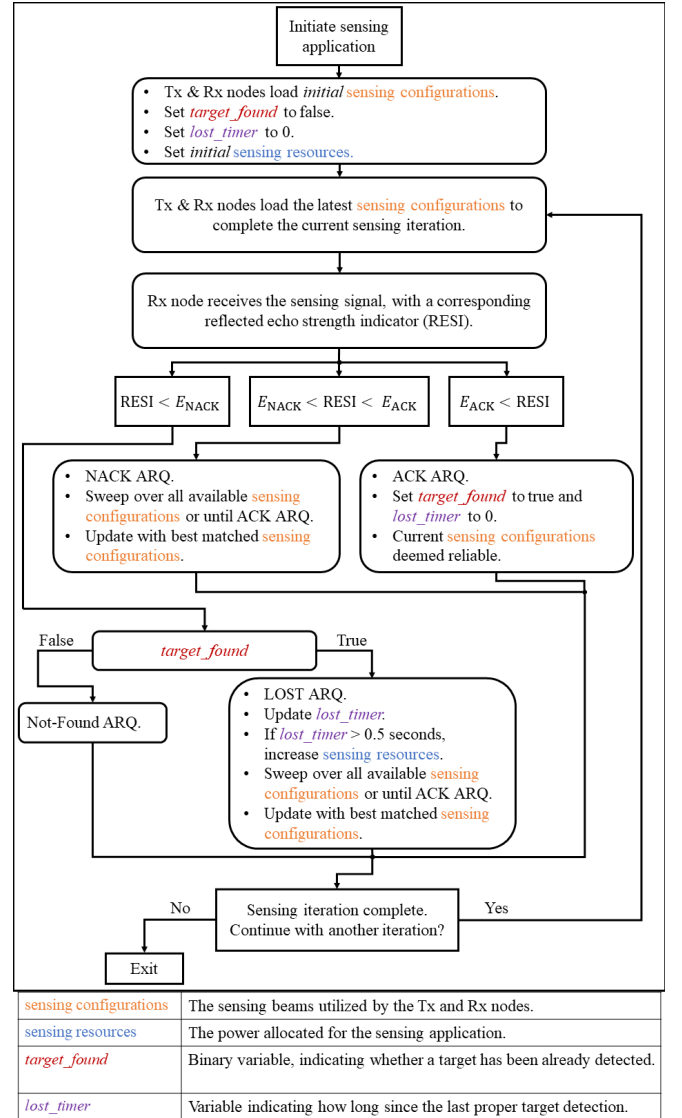 Initiate sensing
application
• Tx & Rx nodes load initial sensing configurations.
• Set target_found to false.
• Set lost_timer to 0.
• Set initial sensing resources.
Tx & Rx nodes load the latest sensing configurations to
complete the current sensing iteration.
Rx node receives the sensing signal, with a corresponding
reflected echo strength indicator (RESI).
RESI < E_NACK
E_NACK < RESI < E_ACK
E_ACK < RESI
• NACK ARQ.
• Sweep over all available sensing
configurations or until ACK ARQ.
• Update with best matched sensing
configurations.
• ACK ARQ.
• Set target_found to true and
lost_timer to 0.
• Current sensing configurations
deemed reliable.
False
target_found
True
Not-Found ARQ.
• LOST ARQ.
• Update lost_timer.
• If lost_timer > 0.5 seconds,
increase sensing resources.
• Sweep over all available sensing
configurations or until ACK ARQ.
• Update with best matched sensing
configurations.
No
Sensing iteration complete.
Continue with another iteration?
Yes
Exit
sensing configurations The sensing beams utilized by the Tx and Rx nodes.
sensing resources The power allocated for the sensing application.
target_found Binary variable, indicating whether a target has been already detected.
lost_timer Variable indicating how long since the last proper target detection.